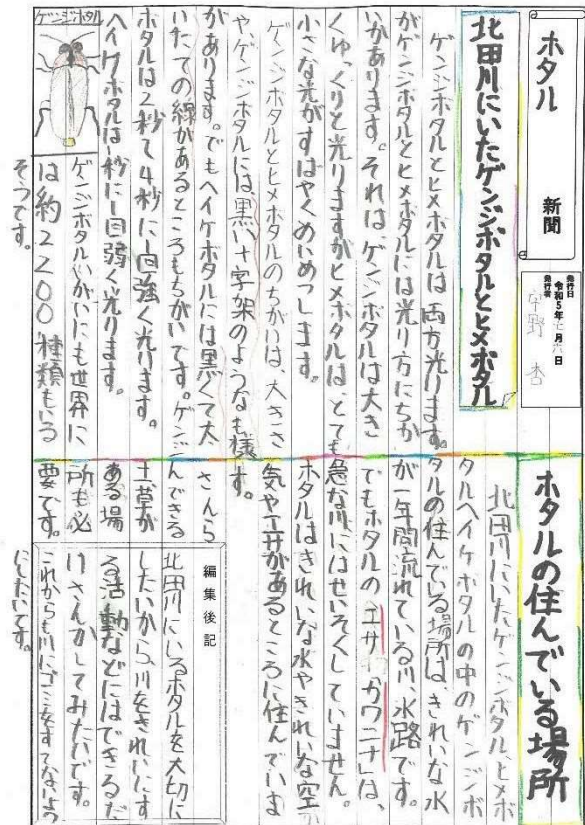 ホタル
新聞
発行日
令和5年七月六日
発行者
宇野 杏
北田川にいたゲンジボタルとヒメボタル
ゲンジボタルとヒメボタルは両方光ります。
がゲンジボタルとヒメボタルには光り方にちが
いがあります。それは、ゲンジボタルは大き
くゆっくりと光りますがヒメボタルは、とても
小さな光がすばやくめいめつします。
ゲンジボタルとヒメボタルのちがいは、大きさ
やゲンジボタルには、黒い十字架のようなも様
があります。でもヘイケボタルには黒くて太
いたての線があるところもちがいです。ゲンジ
ボタルは2秒て4秒に一回強く光ります。
ヘイケボタルは一秒に一回弱く光ります。
ゲンジボタル
ゲンジボタルいがいにも世界に
は約2200種類もいる
そうです。
ホタルの住んでいる場所
北田川にいたゲンジボタル、ヒメボ
タルヘイケボタルの中のゲンジボ
タルの住んでいる場所は、きれいな水
が一年間流れている川、水路です。
でもホタルのエサ「カワニナ」は、
急な川にはせいそくしていません。
ホタルはきれいな水やきれいな空
気や土手があるところに住んでいま
す。
さんら
んできる
土草が
ある場
所も必
要です。
編集後記
北田川にいるホタルを大切に
したいから、川をきれいにす
る活動などにはできるだ
けさんかしてみたいです。
これからも川にゴミをすてないよう
にしたいです。